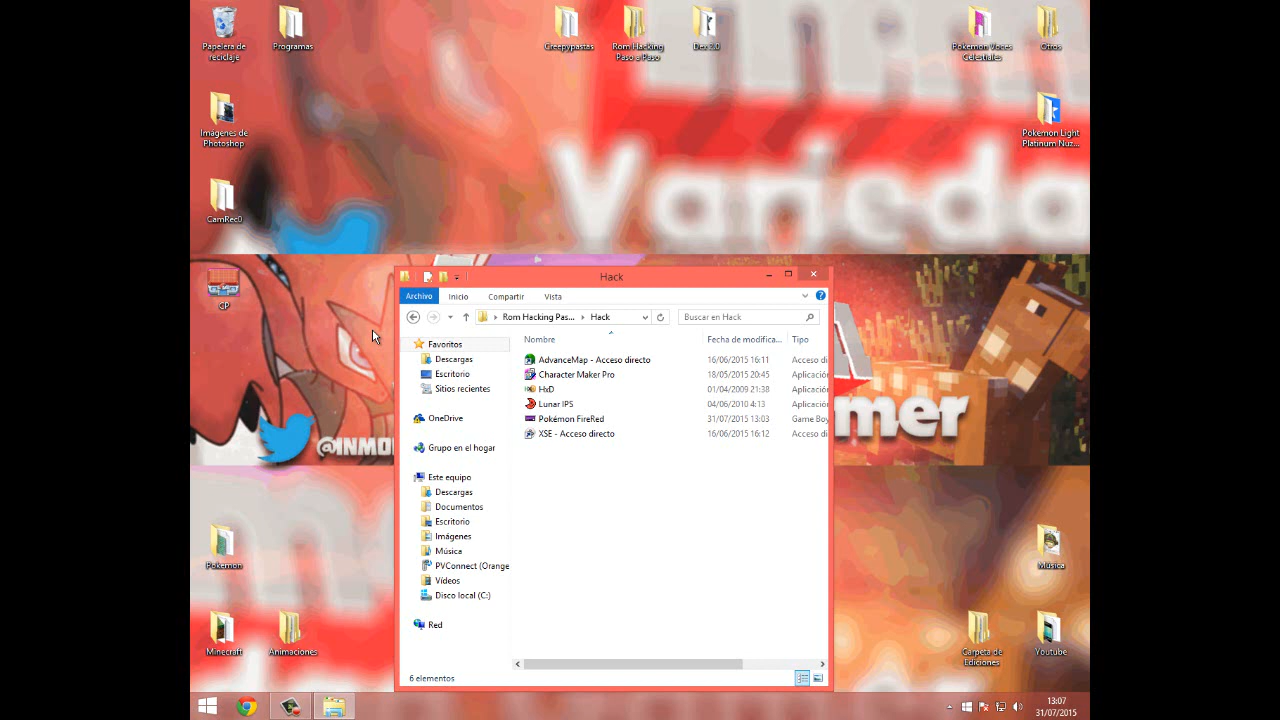 Papelera de
reciclaje
Programas
Creepypastas
Rom Hacking
Paso a Paso
Dex 2.0
Pokemon Voces
Celestiales
Otros
Imágenes de
Photoshop
Pokemon Light
Platinum Nuz...
CamRec0
Varieda
CP
@INMO
mer
Hack
Archivo
Inicio
Compartir
Vista
Rom Hacking Pas...
Hack
Buscar en Hack
Nombre
Fecha de modifica...
Tipo
AdvanceMap - Acceso directo
16/06/2015 16:11
Acceso di
Character Maker Pro
18/05/2015 20:45
Aplicación
HxD
01/04/2009 21:38
Aplicación
Lunar IPS
04/06/2010 4:13
Aplicación
Pokémon FireRed
31/07/2015 13:03
Game Boy
XSE - Acceso directo
16/06/2015 16:12
Acceso di
Favoritos
Descargas
Escritorio
Sitios recientes
OneDrive
Grupo en el hogar
Este equipo
Descargas
Documentos
Escritorio
Imágenes
Música
PVConnect (Orange
Vídeos
Disco local (C:)
Red
6 elementos
Pokemon
Musica
Minecraft
Animaciones
Carpeta de
Ediciones
Youtube
13:07
31/07/2015